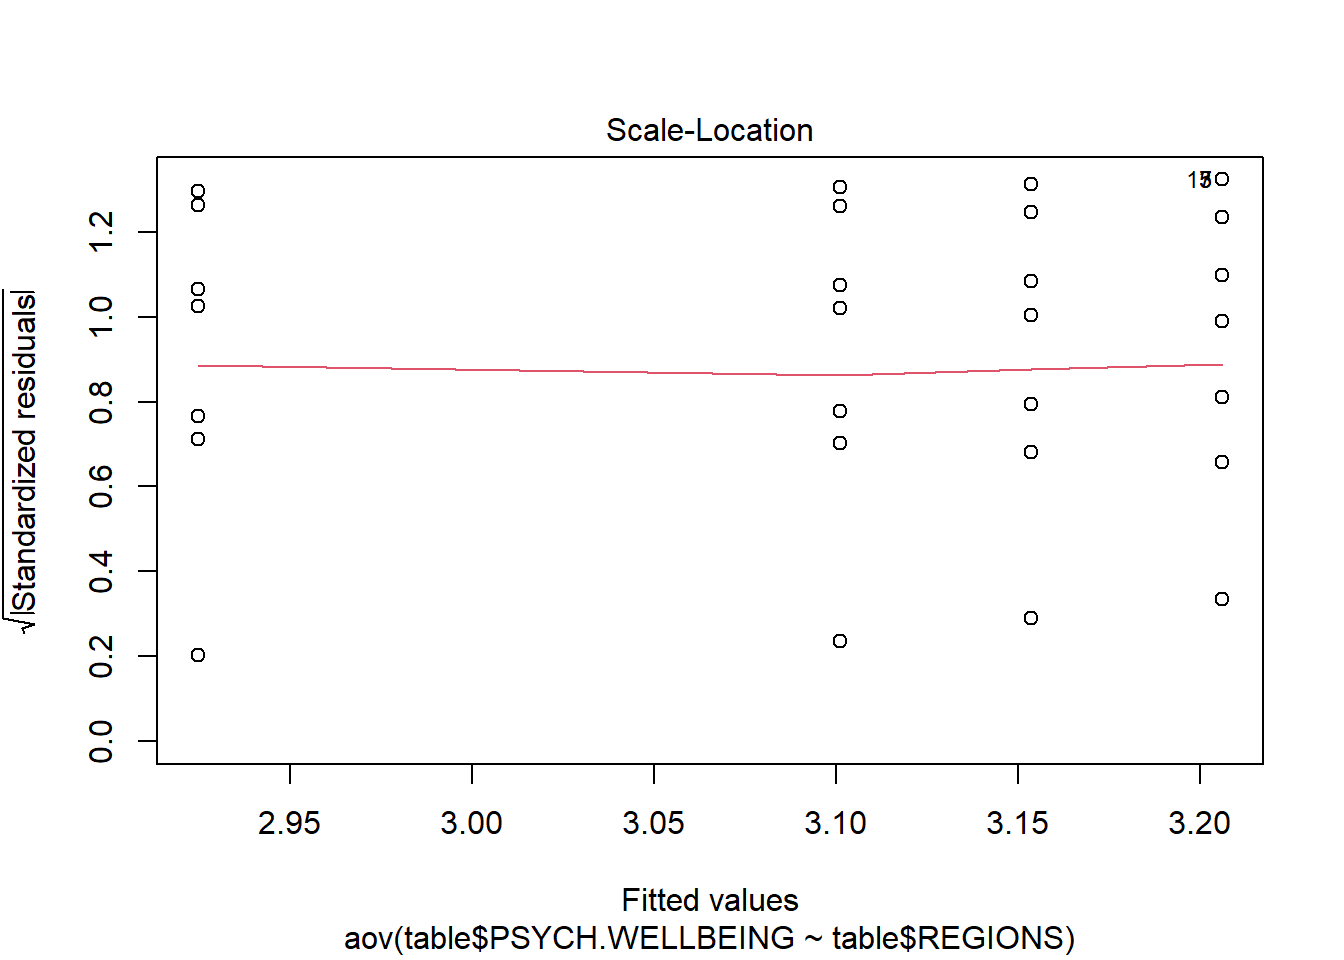 Scale-Location
√|Standardized residuals|
1.2
1.0
0.8
0.6
0.4
0.2
0.0
2.95 3.00 3.05 3.10 3.15 3.20
Fitted values
aov(table$PSYCH.WELLBEING ~ table$REGIONS)